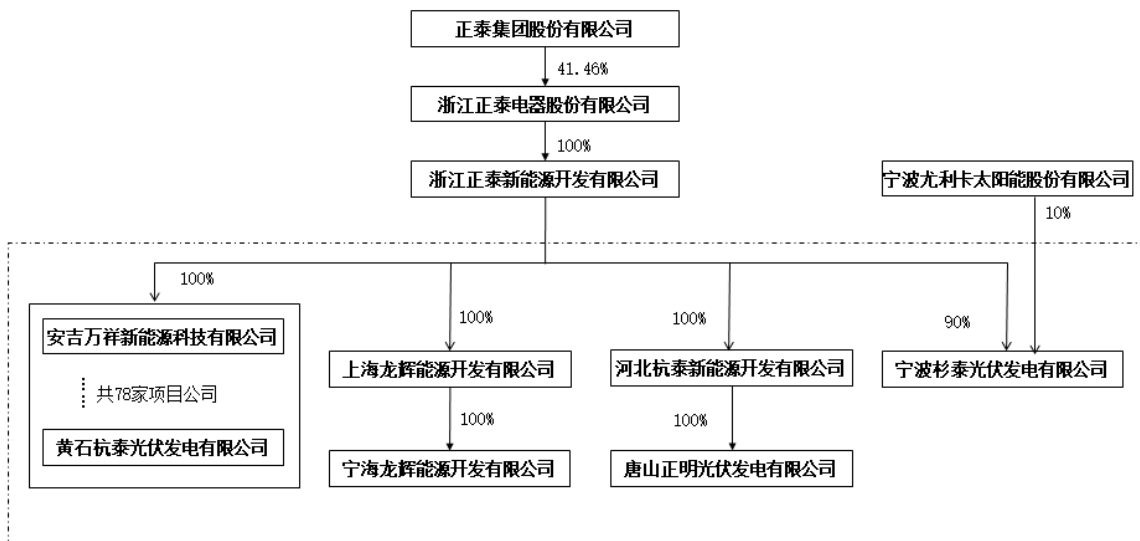 正泰集团股份有限公司
41.46%
浙江正泰电器股份有限公司
100%
浙江正泰新能源开发有限公司
宁波尤利卡太阳能股份有限公司
10%
100%
安吉万祥新能源科技有限公司
共78家项目公司
黄石杭泰光伏发电有限公司
100%
上海龙辉能源开发有限公司
100%
宁海龙辉能源开发有限公司
100%
河北杭泰新能源开发有限公司
100%
唐山正明光伏发电有限公司
90%
宁波杉泰光伏发电有限公司